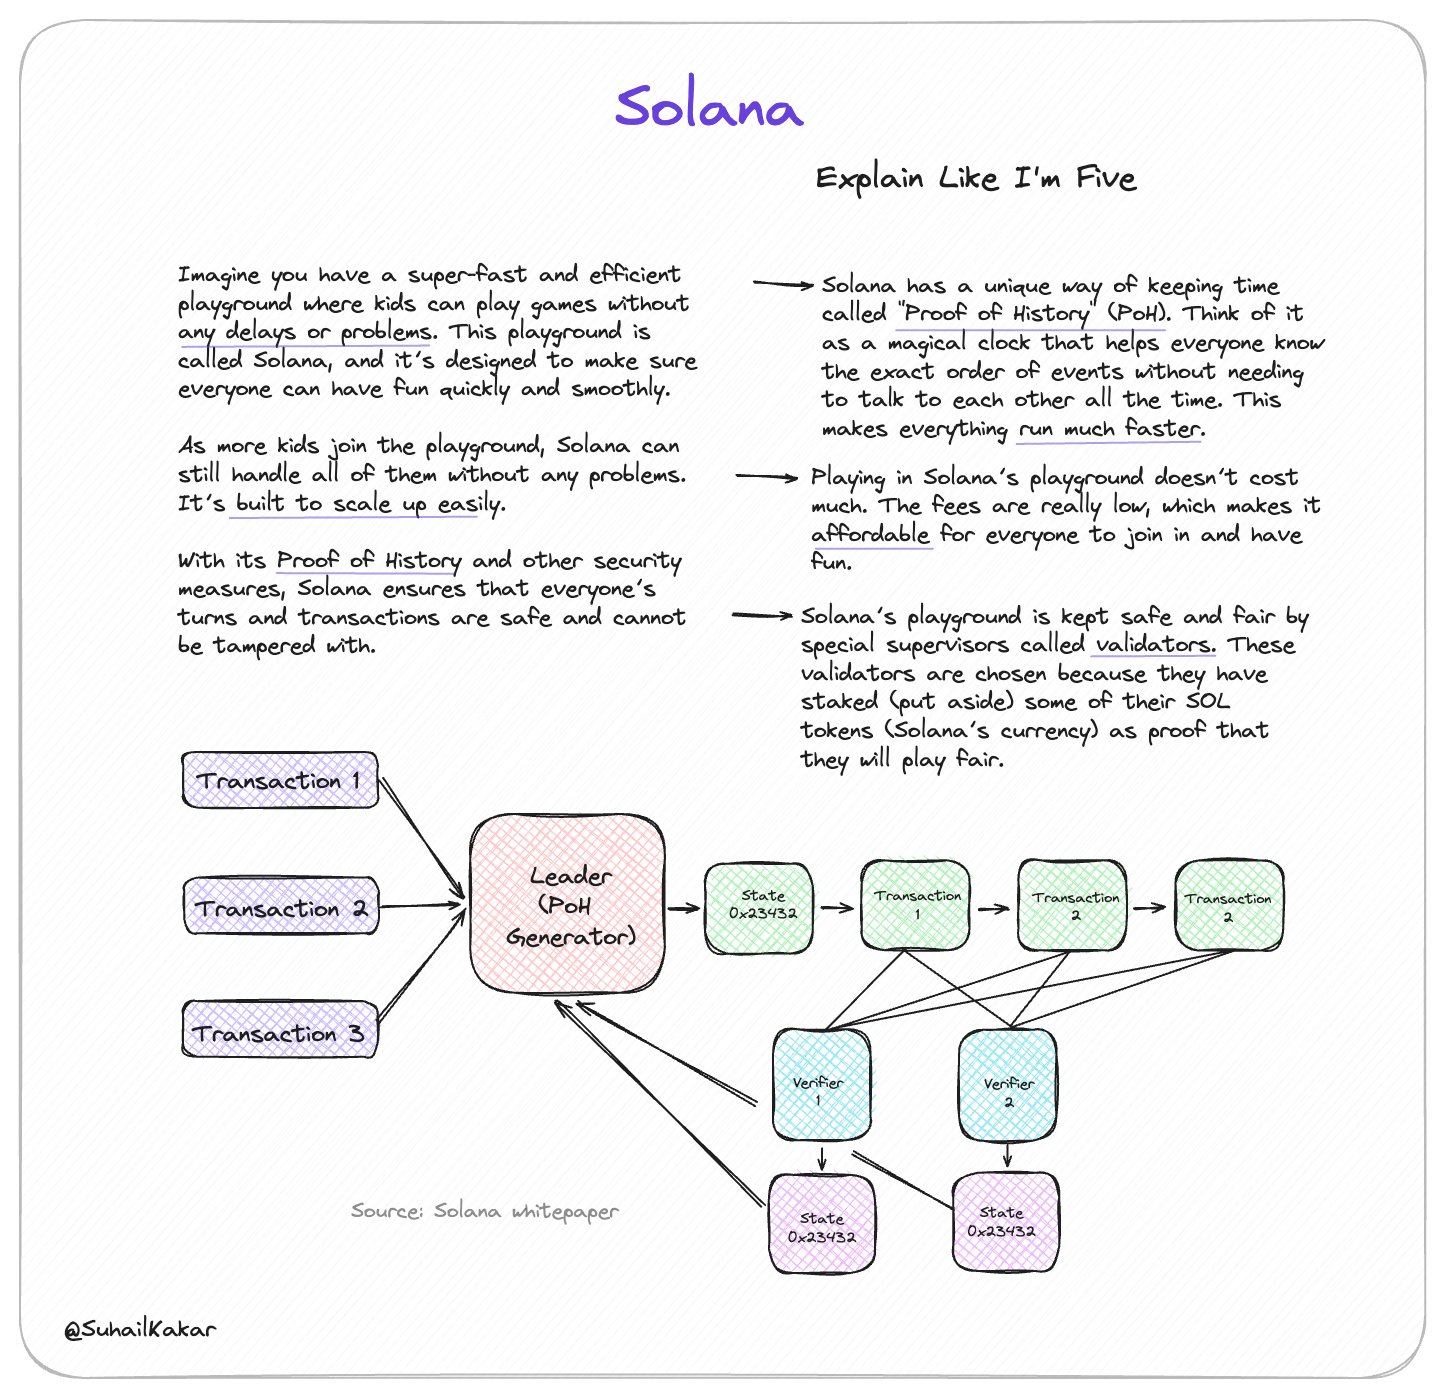 Solana
Explain Like I'm Five
Imagine you have a super-fast and efficient
playground where kids can play games without
any delays or problems. This playground is
called Solana, and it's designed to make sure
everyone can have fun quickly and smoothly.
As more kids join the playground, Solana can
still handle all of them without any problems.
It's built to scale up easily.
With its Proof of History and other security
measures, Solana ensures that everyone's
turns and transactions are safe and cannot
be tampered with.
Solana has a unique way of keeping time
called "Proof of History" (PoH). Think of it
as a magical clock that helps everyone know
the exact order of events without needing
to talk to each other all the time. This
makes everything run much faster.
Playing in Solana's playground doesn't cost
much. The fees are really low, which makes it
affordable for everyone to join in and have
fun.
Solana's playground is kept safe and fair by
special supervisors called validators. These
validators are chosen because they have
staked (put aside) some of their SOL
tokens (Solana's currency) as proof that
they will play fair.
Transaction 1
Transaction 2
Transaction 3
Leader
(PoH
Generator)
State
0x23432
Transaction
1
Transaction
2
Transaction
2
Verifier
1
Verifier
2
State
0x23432
State
0x23432
Source: Solana whitepaper
@SuhailKakar